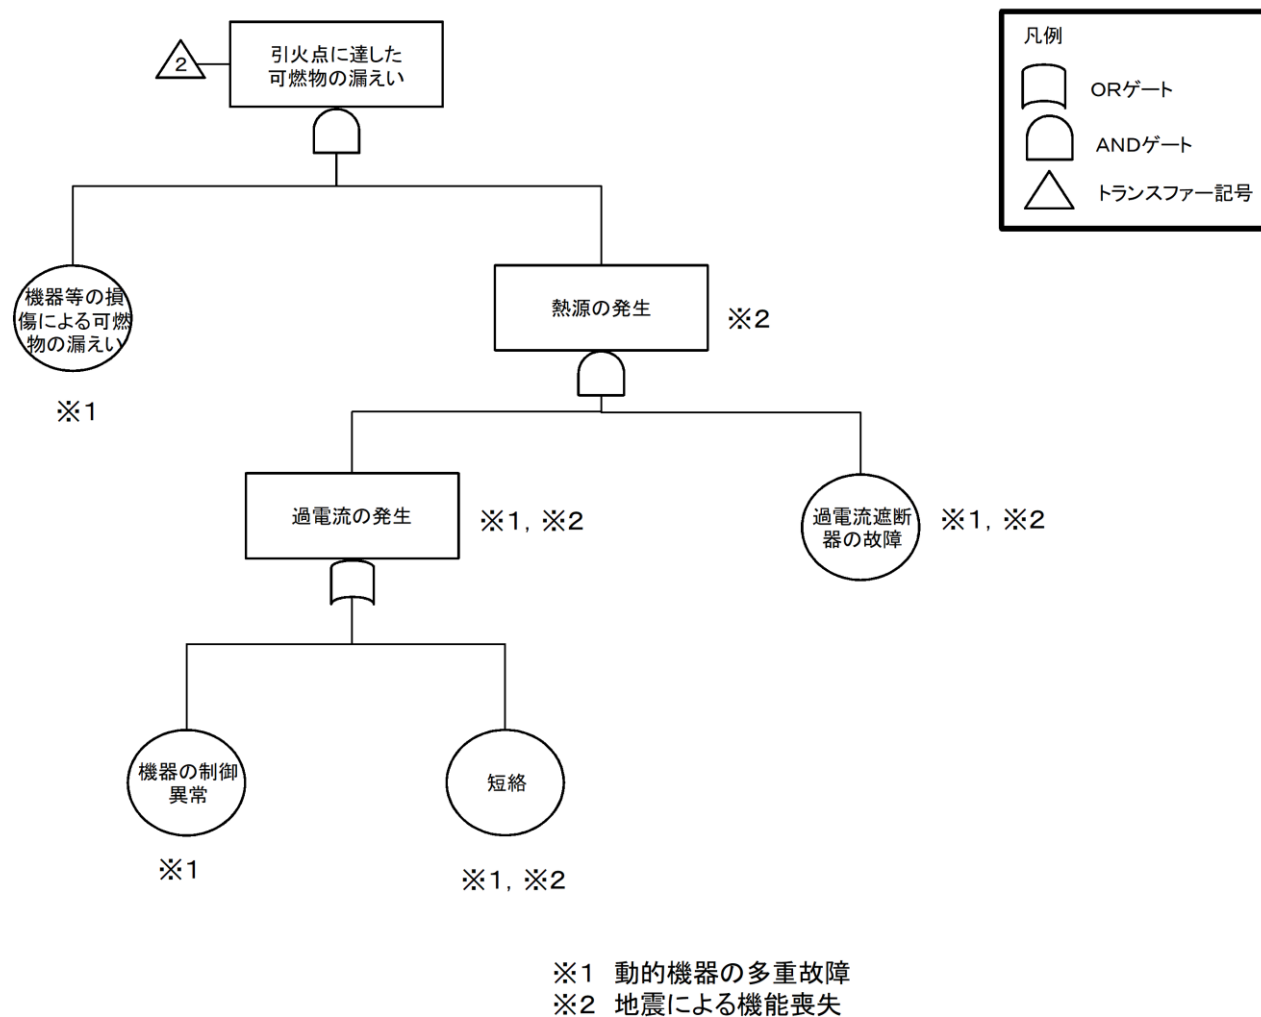 引火点に達した
可燃物の漏えい
2
凡例
ORゲート
ANDゲート
トランスファー記号
機器等の損
傷による可燃
物の漏えい
※1
熱源の発生
※2
過電流の発生
※1, ※2
過電流遮断
器の故障
※1, ※2
機器の制御
異常
※1
短絡
※1, ※2
※1 動的機器の多重故障
※2 地震による機能喪失